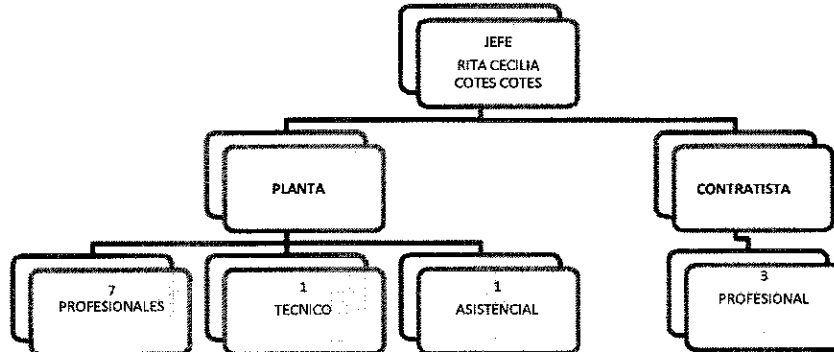 JEFE
RITA CECILIA
COTES COTES
PLANTA
CONTRATISTA
7
PROFESIONALES
1
TECNICO
1
ASISTENCIAL
3
PROFESIONAL